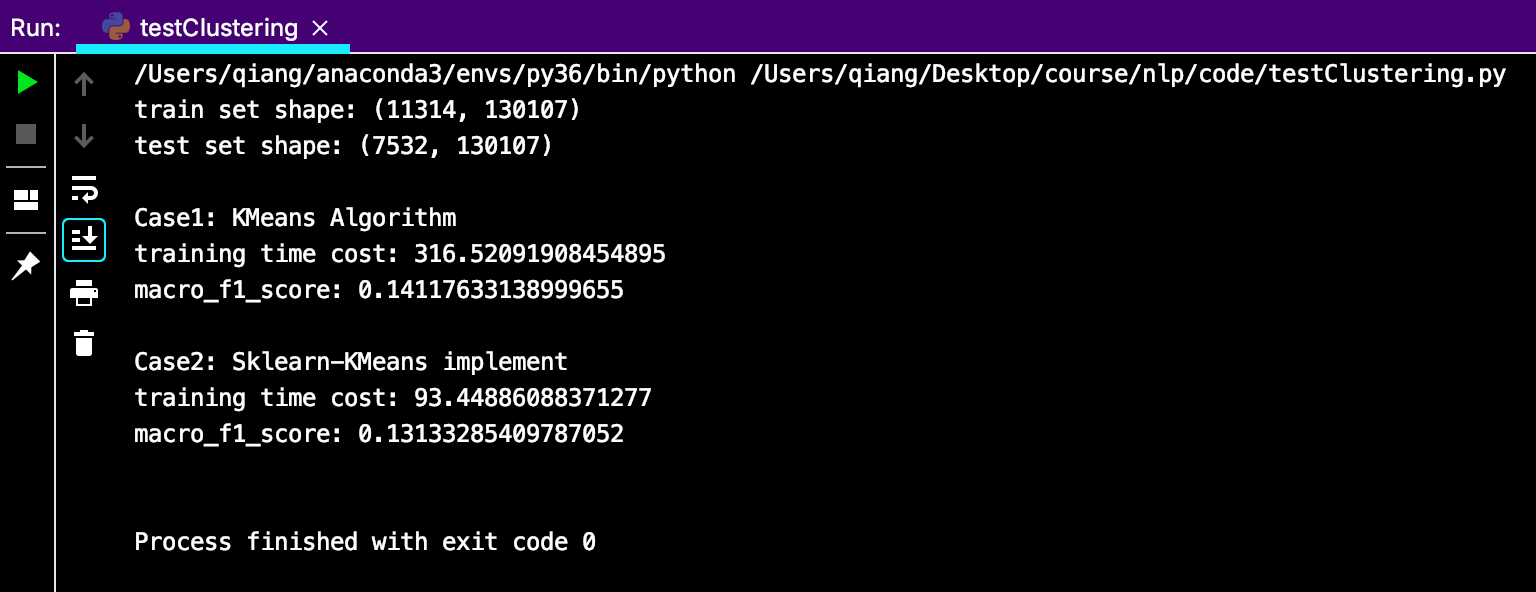 Run: testClustering
/Users/qiang/anaconda3/envs/py36/bin/python /Users/qiang/Desktop/course/nlp/code/testClustering.py
train set shape: (11314, 130107)
test set shape: (7532, 130107)
Case1: KMeans Algorithm
training time cost: 316.52091908454895
macro_f1_score: 0.14117633138999655
Case2: Sklearn-KMeans implement
training time cost: 93.44886088371277
macro_f1_score: 0.13133285409787052
Process finished with exit code 0